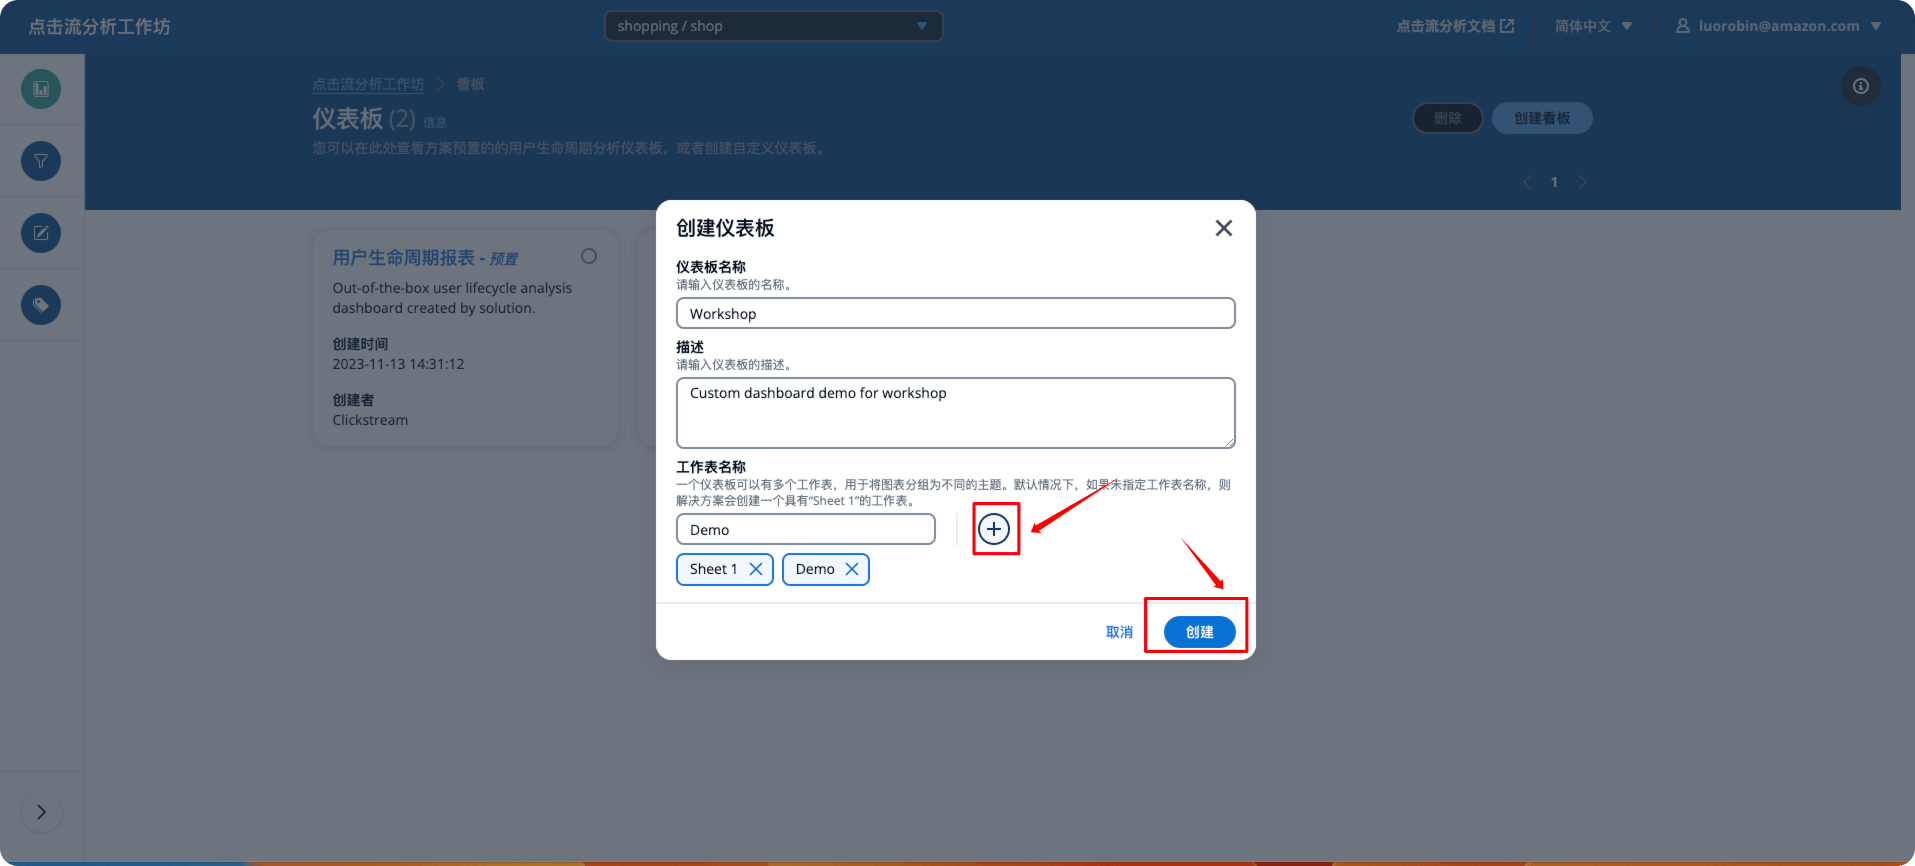 点击流分析工作坊
shopping / shop
点击流分析文档
简体中文
luorobin@amazon.com
点击流分析工作坊 > 看板
仪表板 (2) 信息
您可以在此处查看方案预置的的用户生命周期分析仪表板，或者创建自定义仪表板。
删除
创建看板
1
用户生命周期报表 - 预置
Out-of-the-box user lifecycle analysis
dashboard created by solution.
创建时间
2023-11-13 14:31:12
创建者
Clickstream
创建仪表板
仪表板名称
请输入仪表板的名称。
Workshop
描述
请输入仪表板的描述。
Custom dashboard demo for workshop
工作表名称
一个仪表板可以有多个工作表，用于将图表分组为不同的主题。默认情况下，如果未指定工作表名称，则
解决方案会创建一个具有“Sheet 1”的工作表。
Demo
Sheet 1
Demo
取消
创建